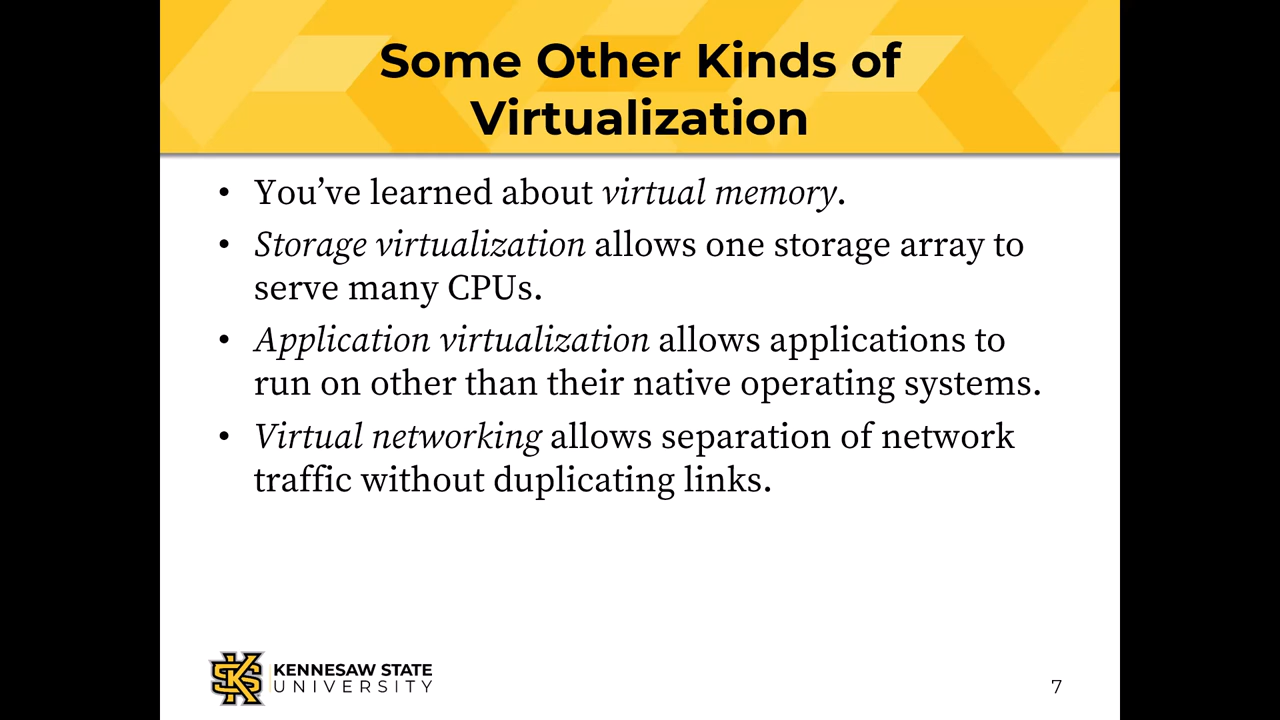 Some Other Kinds of
Virtualization
• You’ve learned about virtual memory.
• Storage virtualization allows one storage array to
serve many CPUs.
• Application virtualization allows applications to
run on other than their native operating systems.
• Virtual networking allows separation of network
traffic without duplicating links.
KENNESAW STATE
UNIVERSITY
7